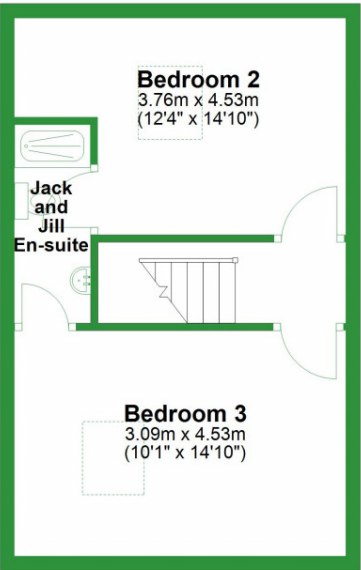 Bedroom 2
3.76m x 4.53m
(12'4" x 14'10")
Jack
and
Jill
En-suite
Bedroom 3
3.09m x 4.53m
(10'1" x 14'10")